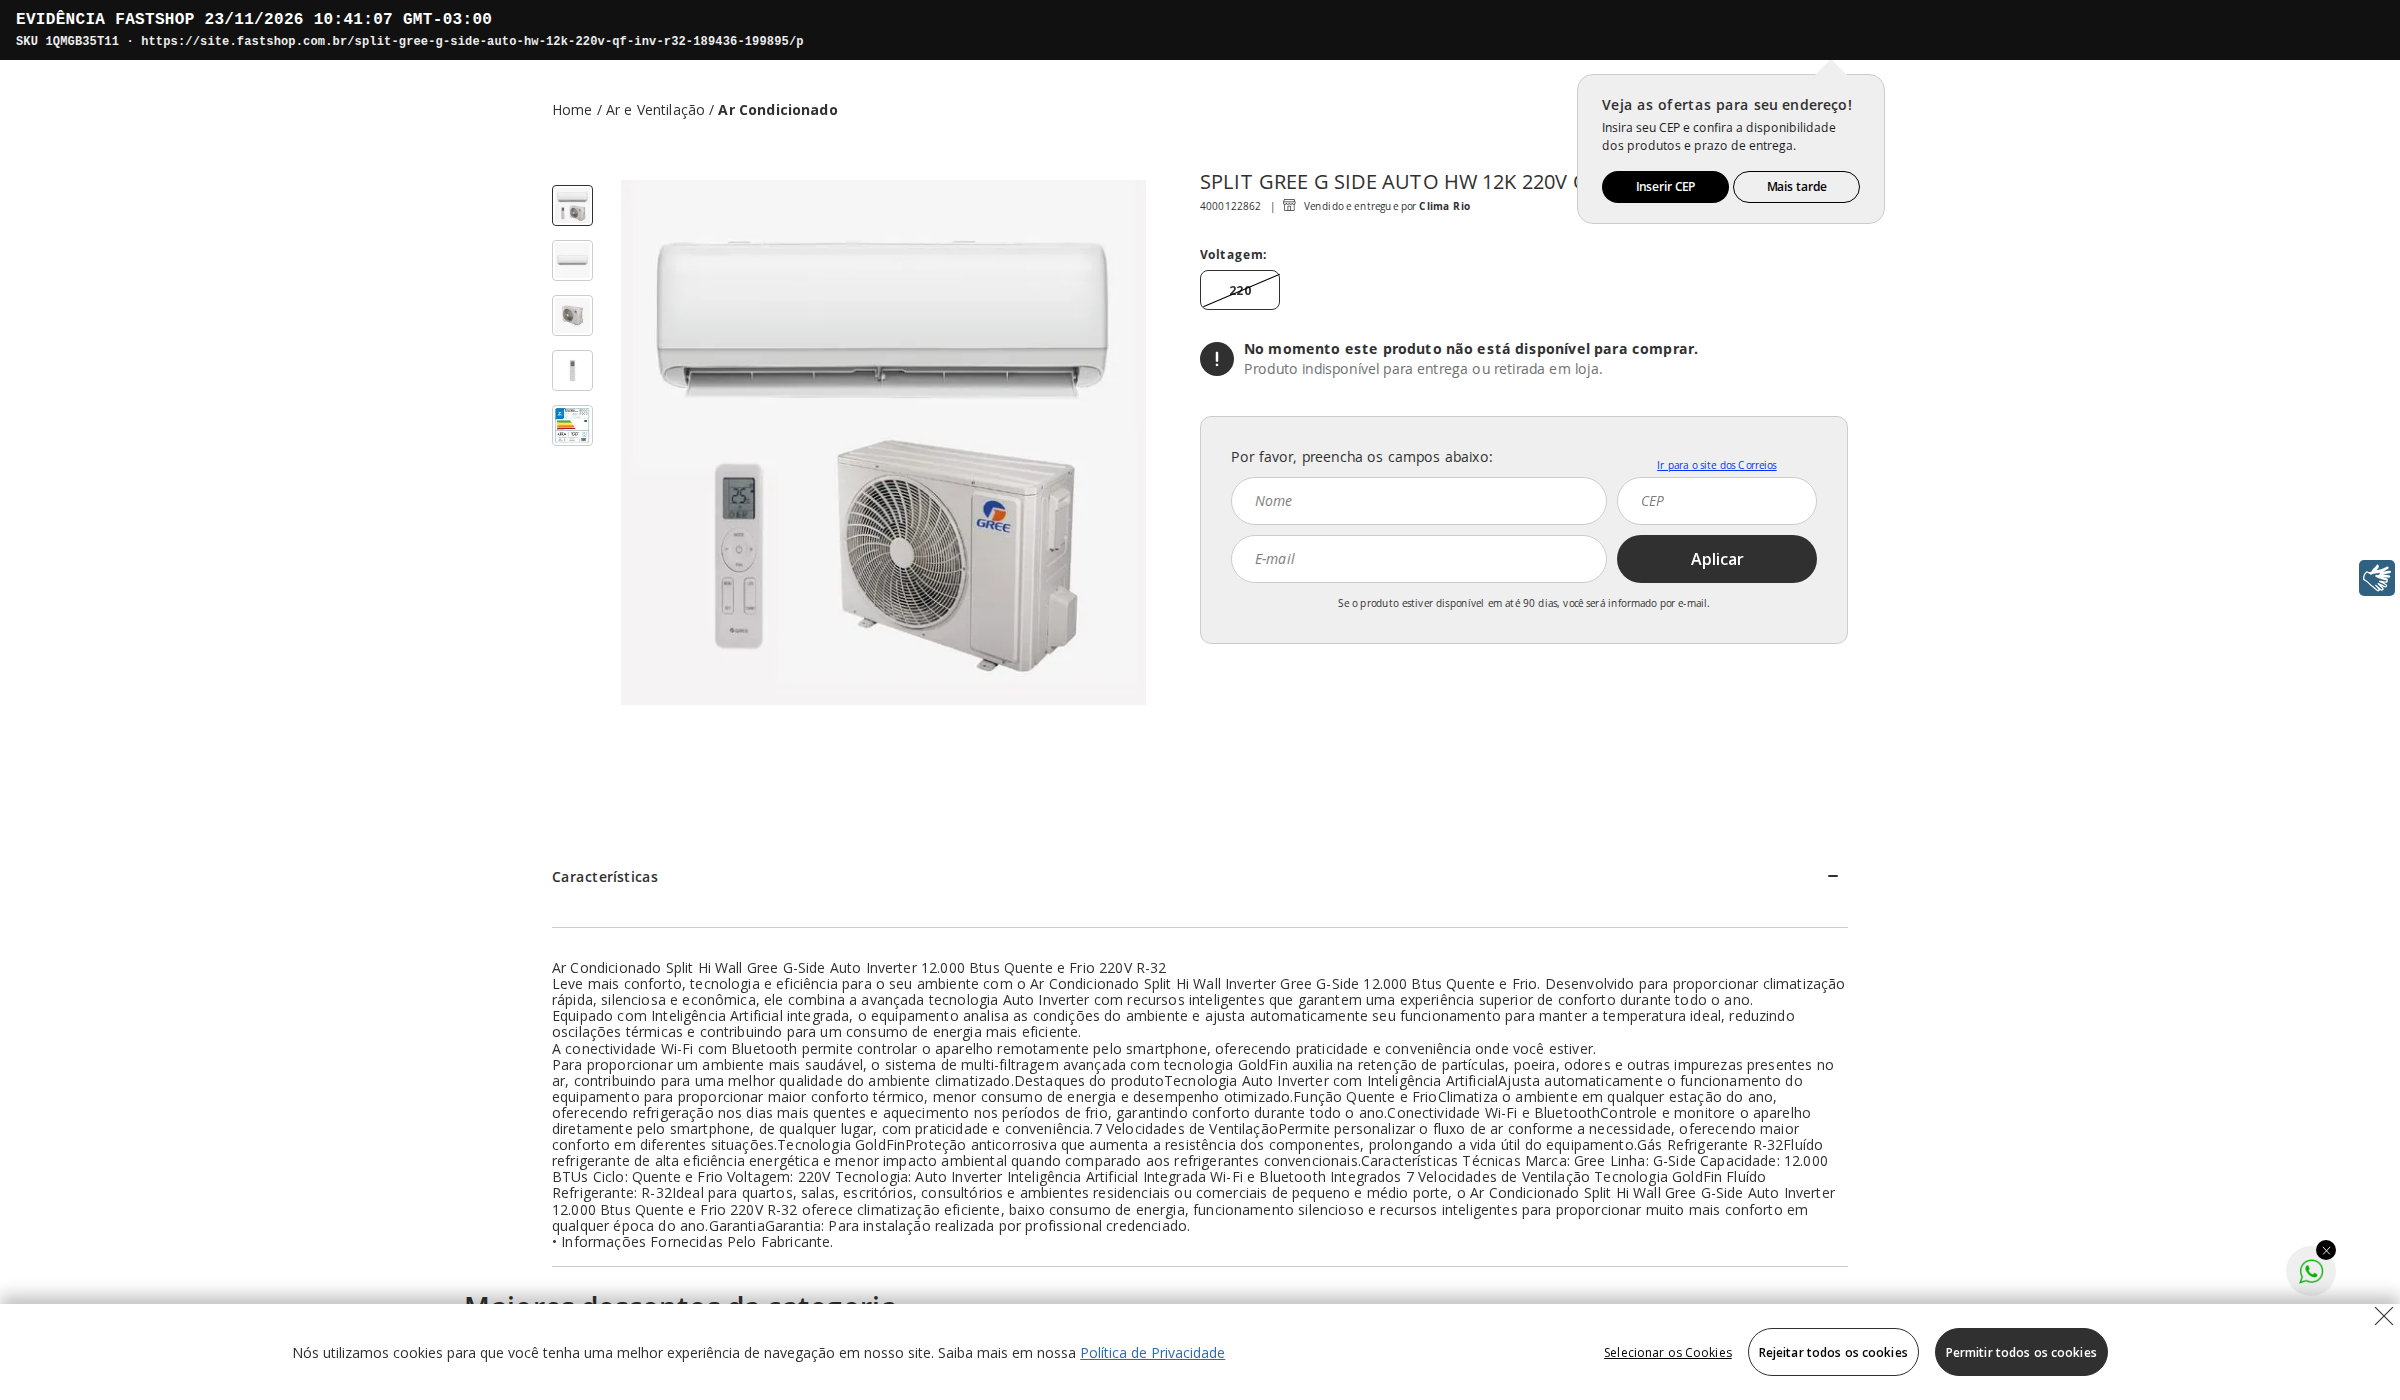 EVIDÊNCIA FASTSHOP 23/11/2026 10:41:07 GMT-03:00
SKU 1QMGB35T11 · https://site.fastshop.com.br/split-gree-g-side-auto-hw-12k-220v-qf-inv-r32-189436-199895/p
Home / Ar e Ventilação / Ar Condicionado
Veja as ofertas para seu endereço!
Insira seu CEP e confira a disponibilidade
dos produtos e prazo de entrega.
Inserir CEP
Mais tarde
SPLIT GREE G SIDE AUTO HW 12K 220V
4000122862 | Vendido e entregue por Clima Rio
Voltagem:
220
No momento este produto não está disponível para comprar.
Produto indisponível para entrega ou retirada em loja.
Por favor, preencha os campos abaixo:
Ir para o site dos Correios
Nome
CEP
E-mail
Aplicar
Se o produto estiver disponível em até 90 dias, você será informado por e-mail.
GREE
Características
Ar Condicionado Split Hi Wall Gree G-Side Auto Inverter 12.000 Btus Quente e Frio 220V R-32
Leve mais conforto, tecnologia e eficiência para o seu ambiente com o Ar Condicionado Split Hi Wall Inverter Gree G-Side 12.000 Btus Quente e Frio. Desenvolvido para proporcionar climatização
rápida, silenciosa e econômica, ele combina a avançada tecnologia Auto Inverter com recursos inteligentes que garantem uma experiência superior de conforto durante todo o ano.
Equipado com Inteligência Artificial integrada, o equipamento analisa as condições do ambiente e ajusta automaticamente seu funcionamento para manter a temperatura ideal, reduzindo
oscilações térmicas e contribuindo para um consumo de energia mais eficiente.
A conectividade Wi-Fi com Bluetooth permite controlar o aparelho remotamente pelo smartphone, oferecendo praticidade e conveniência onde você estiver.
Para proporcionar um ambiente mais saudável, o sistema de multi-filtragem avançada com tecnologia GoldFin auxilia na retenção de partículas, poeira, odores e outras impurezas presentes no
ar, contribuindo para uma melhor qualidade do ambiente climatizado.Destaques do produtoTecnologia Auto Inverter com Inteligência ArtificialAjusta automaticamente o funcionamento do
equipamento para proporcionar maior conforto térmico, menor consumo de energia e desempenho otimizado.Função Quente e FrioClimatiza o ambiente em qualquer estação do ano,
oferecendo refrigeração nos dias mais quentes e aquecimento nos períodos de frio, garantindo conforto durante todo o ano.Conectividade Wi-Fi e BluetoothControle e monitore o aparelho
diretamente pelo smartphone, de qualquer lugar, com praticidade e conveniência.7 Velocidades de VentilaçãoPermite personalizar o fluxo de ar conforme a necessidade, oferecendo maior
conforto em diferentes situações.Tecnologia GoldFinProteção anticorrosiva que aumenta a resistência dos componentes, prolongando a vida útil do equipamento.Gás Refrigerante R-32Fluído
refrigerante de alta eficiência energética e menor impacto ambiental quando comparado aos refrigerantes convencionais.Características Técnicas Marca: Gree Linha: G-Side Capacidade: 12.000
BTUs Ciclo: Quente e Frio Voltagem: 220V Tecnologia: Auto Inverter Inteligência Artificial Integrada Wi-Fi e Bluetooth Integrados 7 Velocidades de Ventilação Tecnologia GoldFin Fluído
Refrigerante: R-32Ideal para quartos, salas, escritórios, consultórios e ambientes residenciais ou comerciais de pequeno e médio porte, o Ar Condicionado Split Hi Wall Gree G-Side Auto Inverter
12.000 Btus Quente e Frio 220V R-32 oferece climatização eficiente, baixo consumo de energia, funcionamento silencioso e recursos inteligentes para proporcionar muito mais conforto em
qualquer época do ano.GarantiaGarantia: Para instalação realizada por profissional credenciado.
• Informações Fornecidas Pelo Fabricante.
Maiores descontos da categoria
Nós utilizamos cookies para que você tenha uma melhor experiência de navegação em nosso site. Saiba mais em nossa Política de Privacidade
Selecionar os Cookies
Rejeitar todos os cookies
Permitir todos os cookies